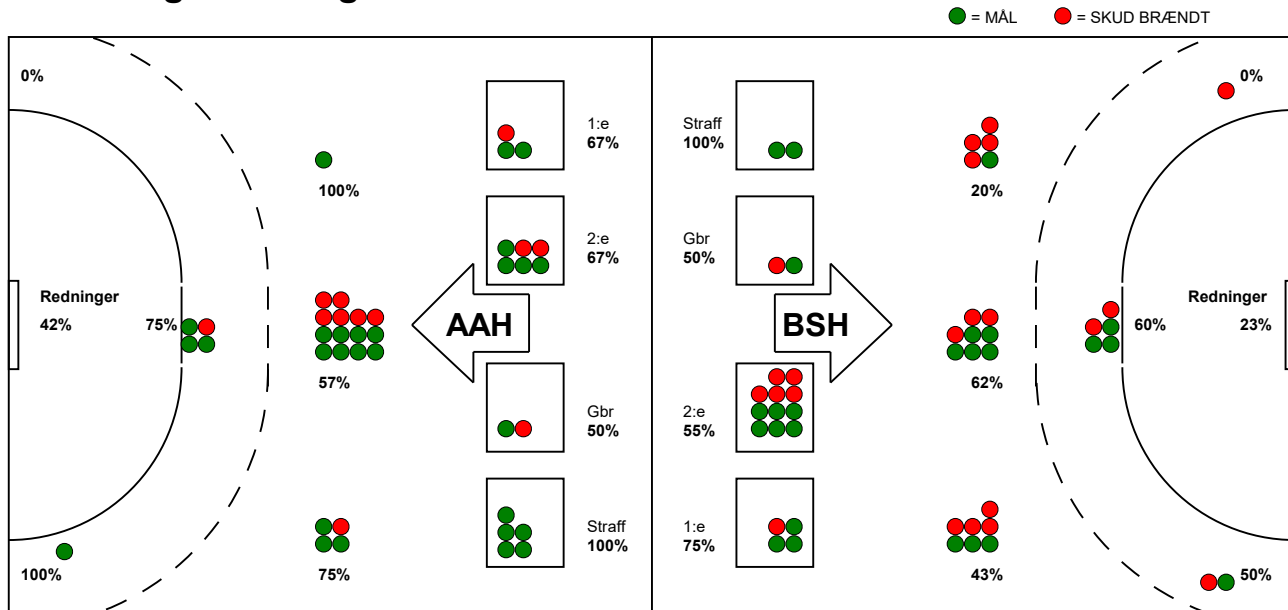 = MÅL = SKUD BRÆNDT
0%
1:e
67%
100%
2:e
67%
Redninger
42%
75%
57%
AAH
Gbr
50%
Straff
100%
75%
100%
Straff
100%
20%
0%
Gbr
50%
BSH
62%
60%
Redninger
23%
2:e
55%
1:e
75%
43%
50%